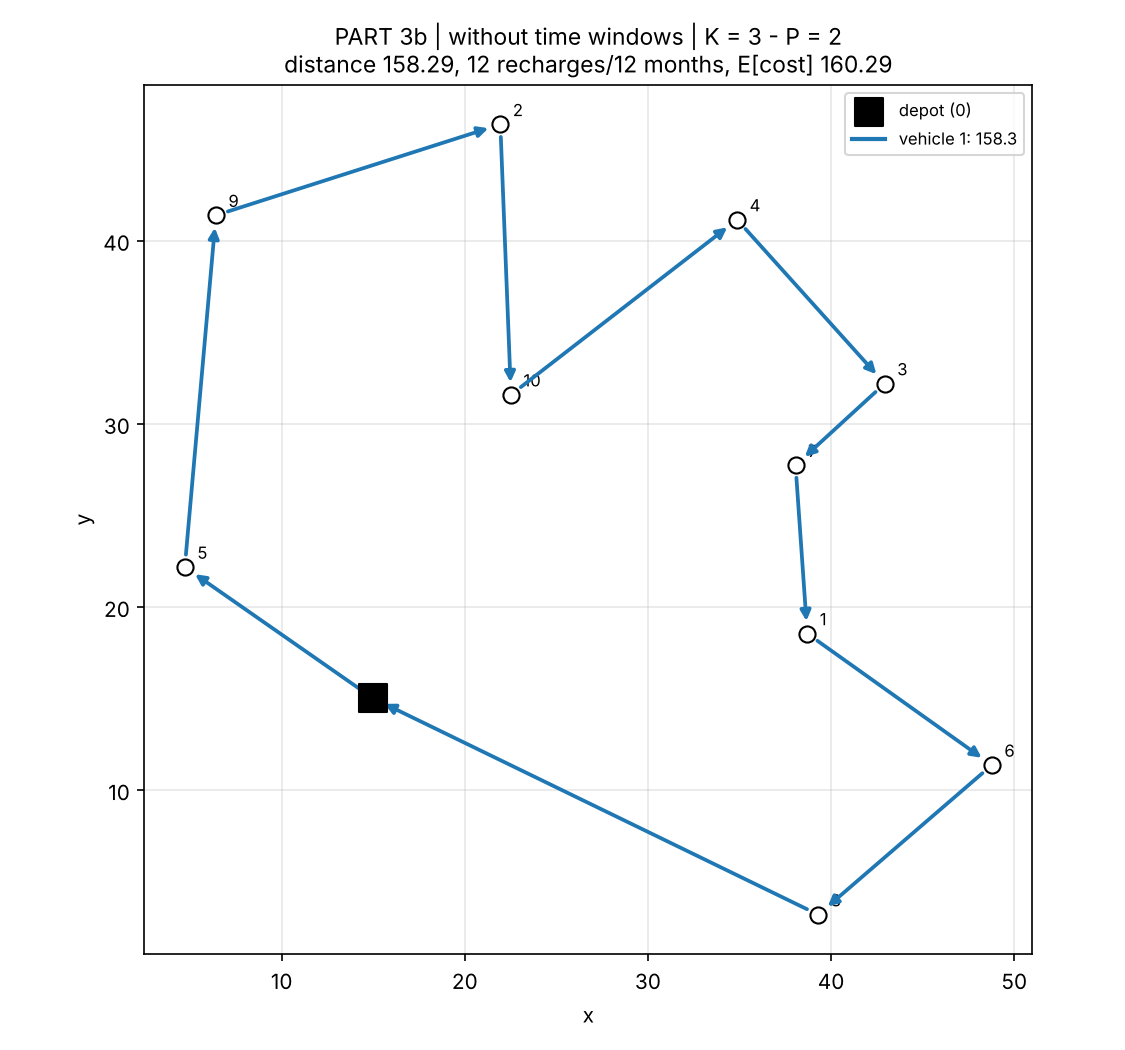 PART 3b | without time windows | K = 3 - P = 2
distance 158.29, 12 recharges/12 months, E[cost] 160.29
depot (0)
vehicle 1: 158.3
2
9
4
40
10
3
30
y
5
20
1
6
10
10
20
30
40
50
x